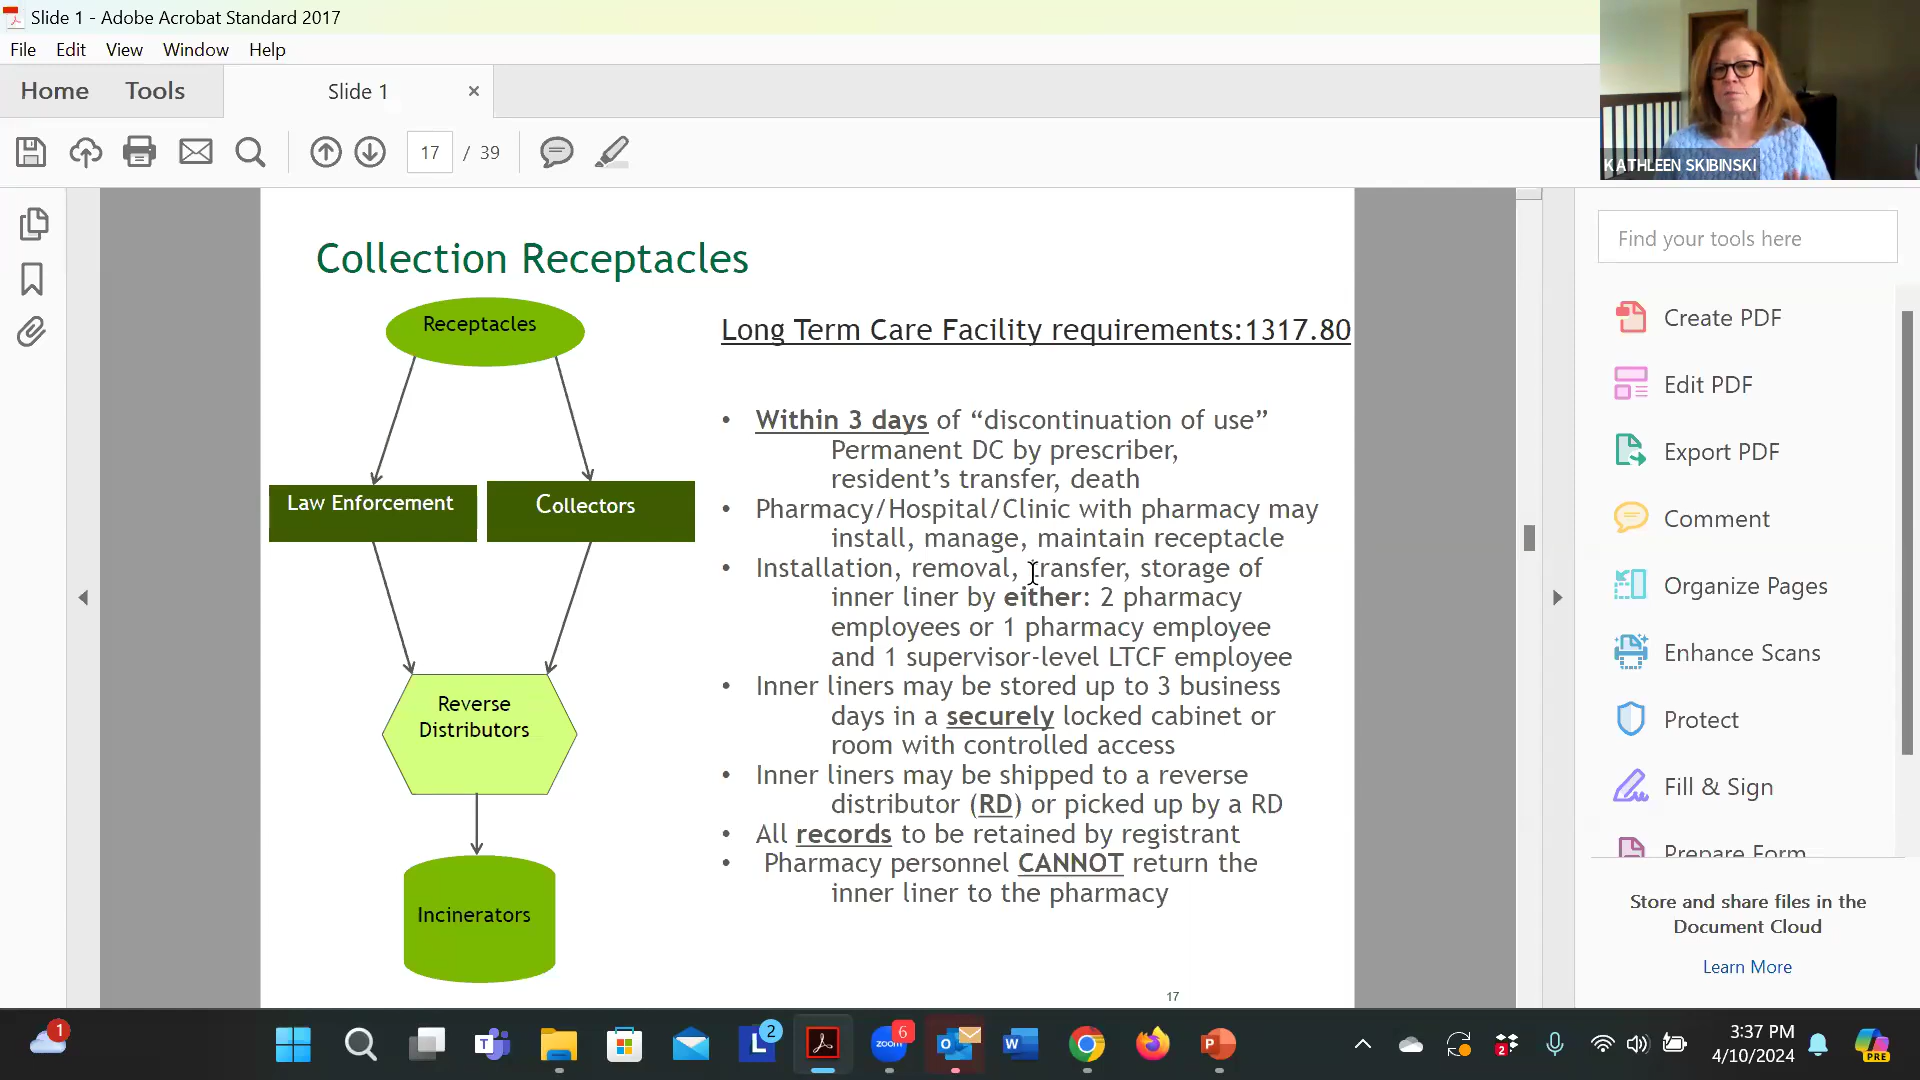 Slide 1 - Adobe Acrobat Standard 2017
File Edit View Window Help
Home Tools Slide 1 ×
17 / 39
KATHLEEN SKIBINSKI
Find your tools here
Create PDF
Edit PDF
Export PDF
Comment
Organize Pages
Enhance Scans
Protect
Fill & Sign
Prepare Form
Store and share files in the
Document Cloud
Learn More
Collection Receptacles
Receptacles
Law Enforcement
Collectors
Reverse
Distributors
Incinerators
Long Term Care Facility requirements:1317.80
• Within 3 days of “discontinuation of use”
Permanent DC by prescriber,
resident’s transfer, death
• Pharmacy/Hospital/Clinic with pharmacy may
install, manage, maintain receptacle
• Installation, removal, transfer, storage of
inner liner by either: 2 pharmacy
employees or 1 pharmacy employee
and 1 supervisor-level LTCF employee
• Inner liners may be stored up to 3 business
days in a securely locked cabinet or
room with controlled access
• Inner liners may be shipped to a reverse
distributor (RD) or picked up by a RD
• All records to be retained by registrant
• Pharmacy personnel CANNOT return the
inner liner to the pharmacy
17
1
2
zoom
6
2
3:37 PM
4/10/2024
PRE